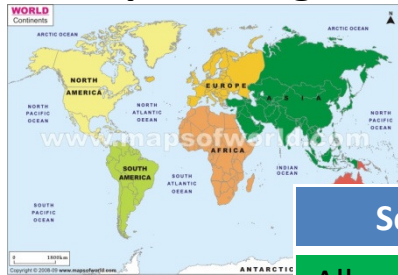 WORLD
Continents
ARCTIC OCEAN
ARCTIC OCEAN
NORTH
AMERICA
EUROPE
A S I A
NORTH
PACIFIC
OCEAN
NORTH
ATLANTIC
OCEAN
NORTH
PACIFIC
OCEAN
www.mapsofworld.com
AFRICA
INDIAN
OCEAN
SOUTH
AMERICA
SOUTH
ATLANTIC
OCEAN
SOUTH
PACIFIC
OCEAN
ANTARCTIC
Copyright © 2008-09 www.mapsofworld.com